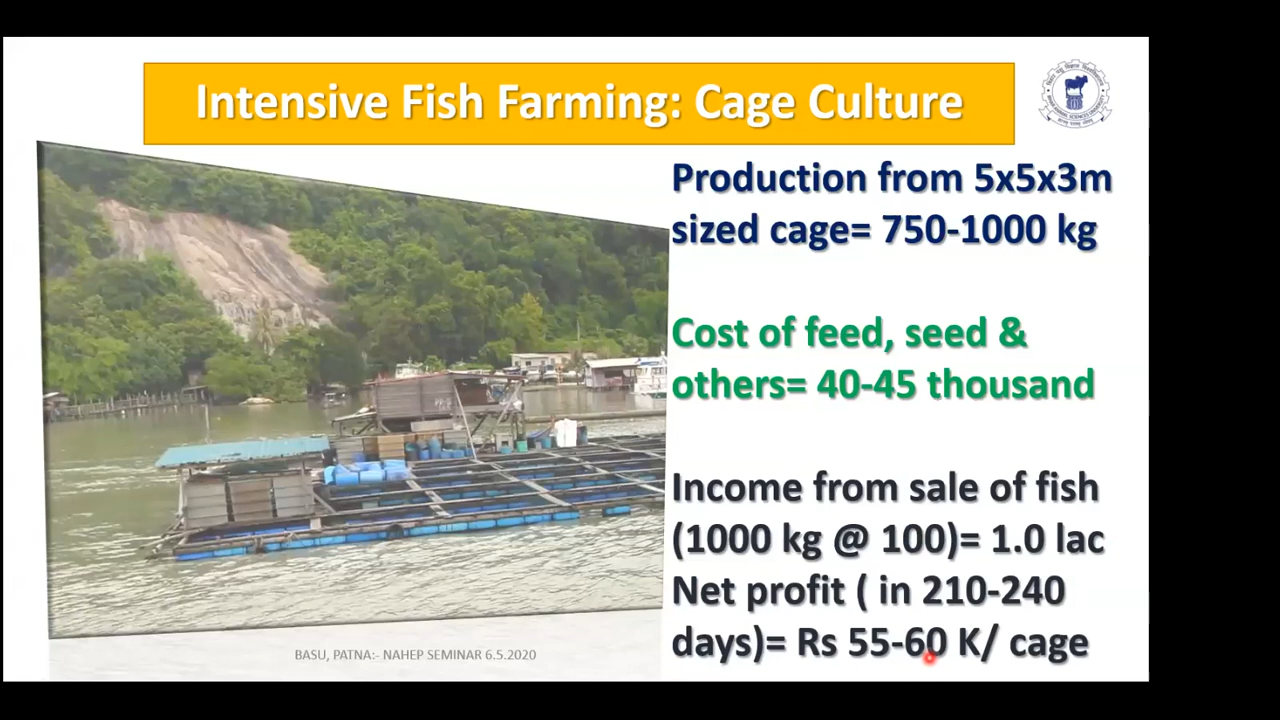 Intensive Fish Farming: Cage Culture
Production from 5x5x3m
sized cage= 750-1000 kg
Cost of feed, seed &
others= 40-45 thousand
Income from sale of fish
(1000 kg @ 100)= 1.0 lac
Net profit ( in 210-240
days)= Rs 55-60 K/ cage
BASU, PATNA:- NAHEP SEMINAR 6.5.2020